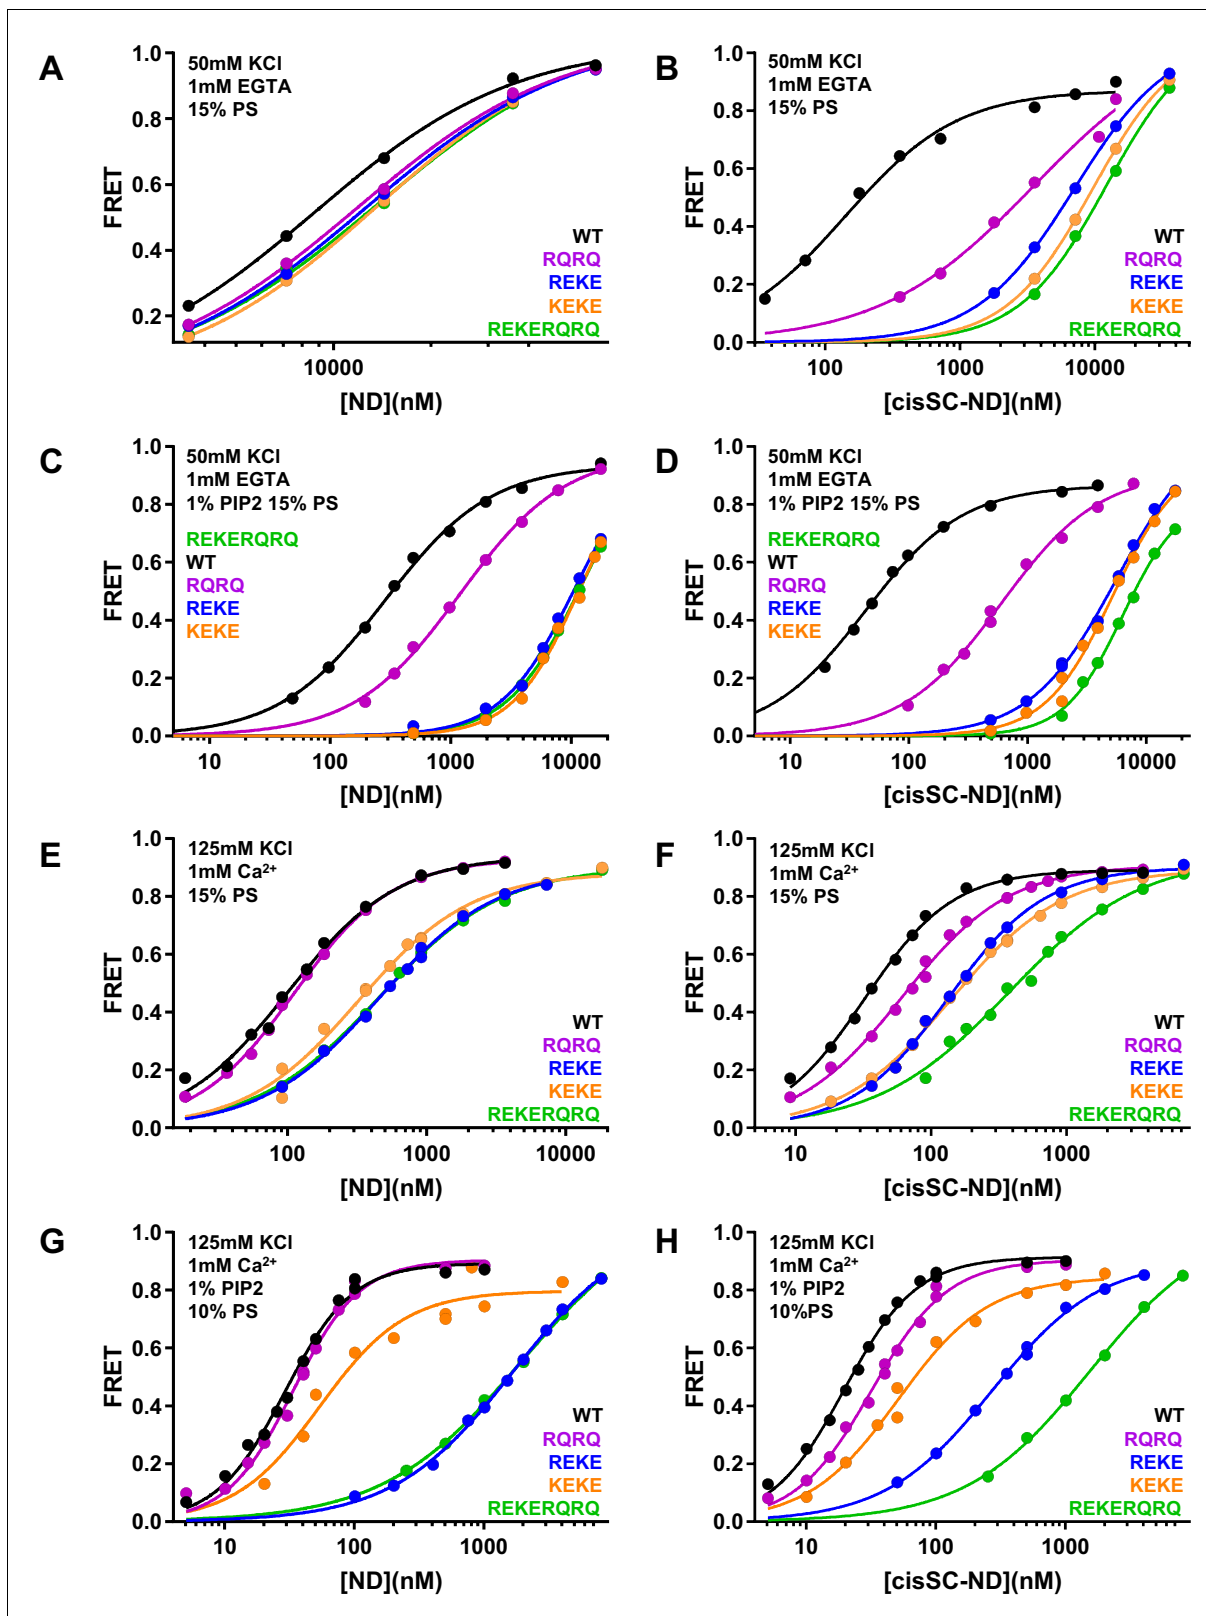 A
50mM KCl
1mM EGTA
15% PS
1.0
0.8
0.6
0.4
0.2
FRET
10000
[ND](nM)
WT
RQRQ
REKE
KEKE
REKERQRQ
B
50mM KCl
1mM EGTA
15% PS
1.0
0.8
0.6
0.4
0.2
0.0
FRET
100 1000 10000
[cisSC-ND](nM)
WT
RQRQ
REKE
KEKE
REKERQRQ
C
50mM KCl
1mM EGTA
1% PIP2 15% PS
REKERQRQ
WT
RQRQ
REKE
KEKE
1.0
0.8
0.6
0.4
0.2
0.0
FRET
10 100 1000 10000
[ND](nM)
D
50mM KCl
1mM EGTA
1% PIP2 15% PS
REKERQRQ
WT
RQRQ
REKE
KEKE
1.0
0.8
0.6
0.4
0.2
0.0
FRET
10 100 1000 10000
[cisSC-ND](nM)
E
125mM KCl
1mM Ca²⁺
15% PS
1.0
0.8
0.6
0.4
0.2
0.0
FRET
100 1000 10000
[ND](nM)
WT
RQRQ
REKE
KEKE
REKERQRQ
F
125mM KCl
1mM Ca²⁺
15% PS
1.0
0.8
0.6
0.4
0.2
0.0
FRET
10 100 1000
[cisSC-ND](nM)
WT
RQRQ
REKE
KEKE
REKERQRQ
G
125mM KCl
1mM Ca²⁺
1% PIP2
10% PS
1.0
0.8
0.6
0.4
0.2
0.0
FRET
10 100 1000
[ND](nM)
WT
RQRQ
REKE
KEKE
REKERQRQ
H
125mM KCl
1mM Ca²⁺
1% PIP2
10%PS
1.0
0.8
0.6
0.4
0.2
0.0
FRET
10 100 1000
[cisSC-ND](nM)
WT
RQRQ
REKE
KEKE
REKERQRQ